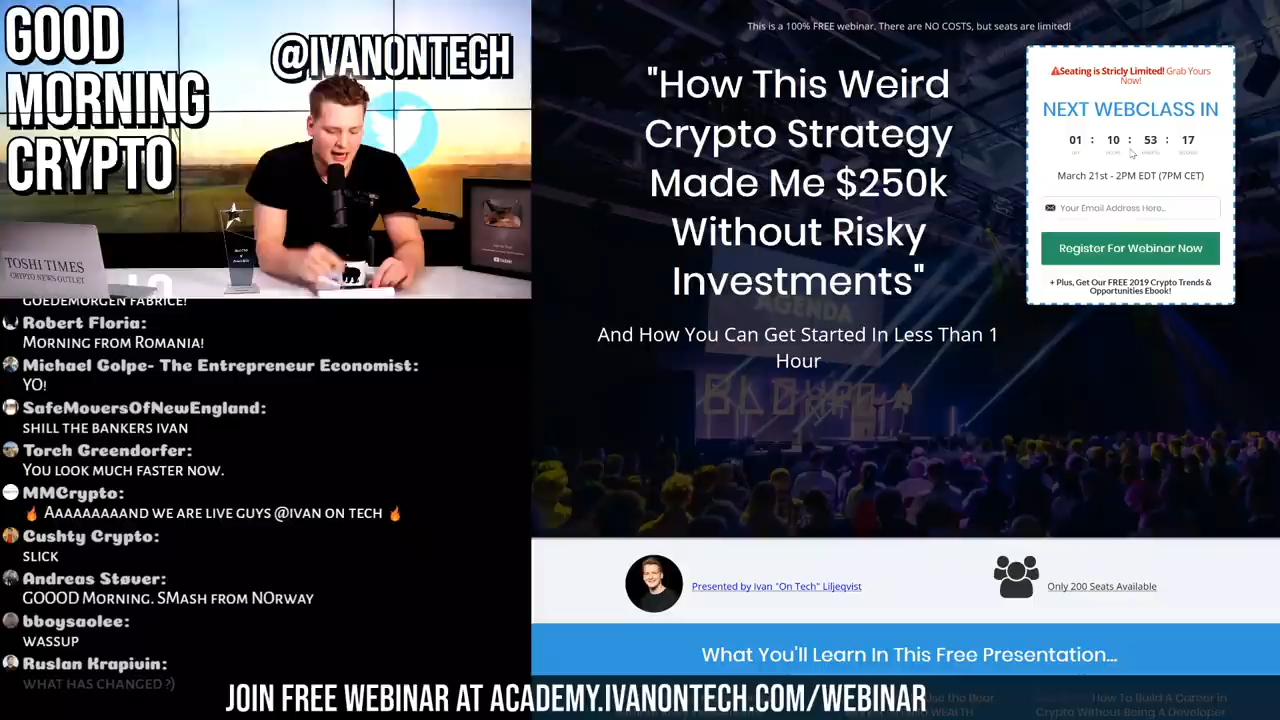 GOOD
MORNING
CRYPTO
@IVANONTECH
TOSHI TIMES
CRYPTO NEWS OUTLET
GOEDEMORGEN FABRICE!
Robert Floria:
MORNING FROM ROMANIA!
Michael Golpe- The Entrepreneur Economist:
YO!
SafeMoversOfNewEngland:
SHILL THE BANKERS IVAN
Torch Greendorfer:
YOU LOOK MUCH FASTER NOW.
MMCrypto:
🔥 AAAAAAAAAND WE ARE LIVE GUYS @IVAN ON TECH 🔥
Cushty Crypto:
SLICK
Andreas Støver:
GOOOD MORNING. SMASH FROM NORWAY
bboysaolee:
WASSUP
Ruslan Krapivin:
WHAT HAS CHANGED ?)
This is a 100% FREE webinar. There are NO COSTS, but seats are limited!
"How This Weird
Crypto Strategy
Made Me $250k
Without Risky
Investments"
And How You Can Get Started In Less Than 1
Hour
AGENDA
Seating is Stricly Limited! Grab Yours
Now!
NEXT WEBCLASS IN
01 : 10 : 53 : 17
March 21st - 2PM EDT (7PM CET)
Your Email Address Here..
Register For Webinar Now
+ Plus, Get Our FREE 2019 Crypto Trends &
Opportunities Ebook!
Presented by Ivan "On Tech" Liljeqvist
Only 200 Seats Available
What You'll Learn In This Free Presentation...
Use the Bear
WEALTH
How To Build A Career in
Crypto Without Being A Developer
JOIN FREE WEBINAR AT ACADEMY.IVANONTECH.COM/WEBINAR